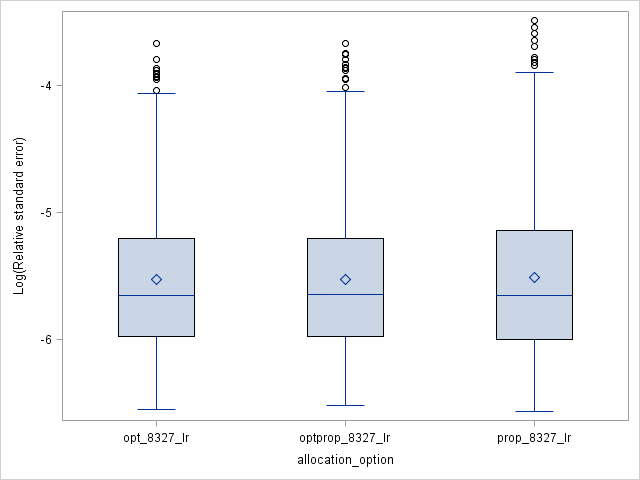 Log(Relative standard error)
-4
-5
-6
opt_8327_lr
optprop_8327_lr
prop_8327_lr
allocation_option